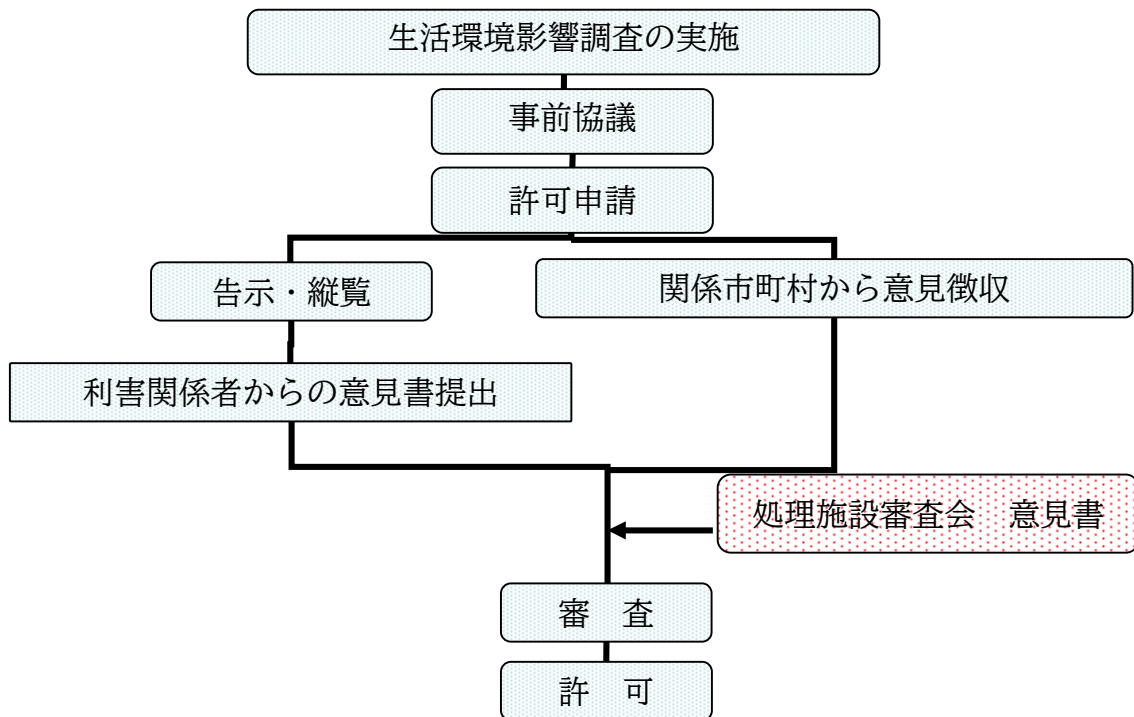 生活環境影響調査の実施
事前協議
許可申請
告示・縦覧
関係市町村から意見徴収
利害関係者からの意見書提出
処理施設審査会　意見書
審　査
許　可